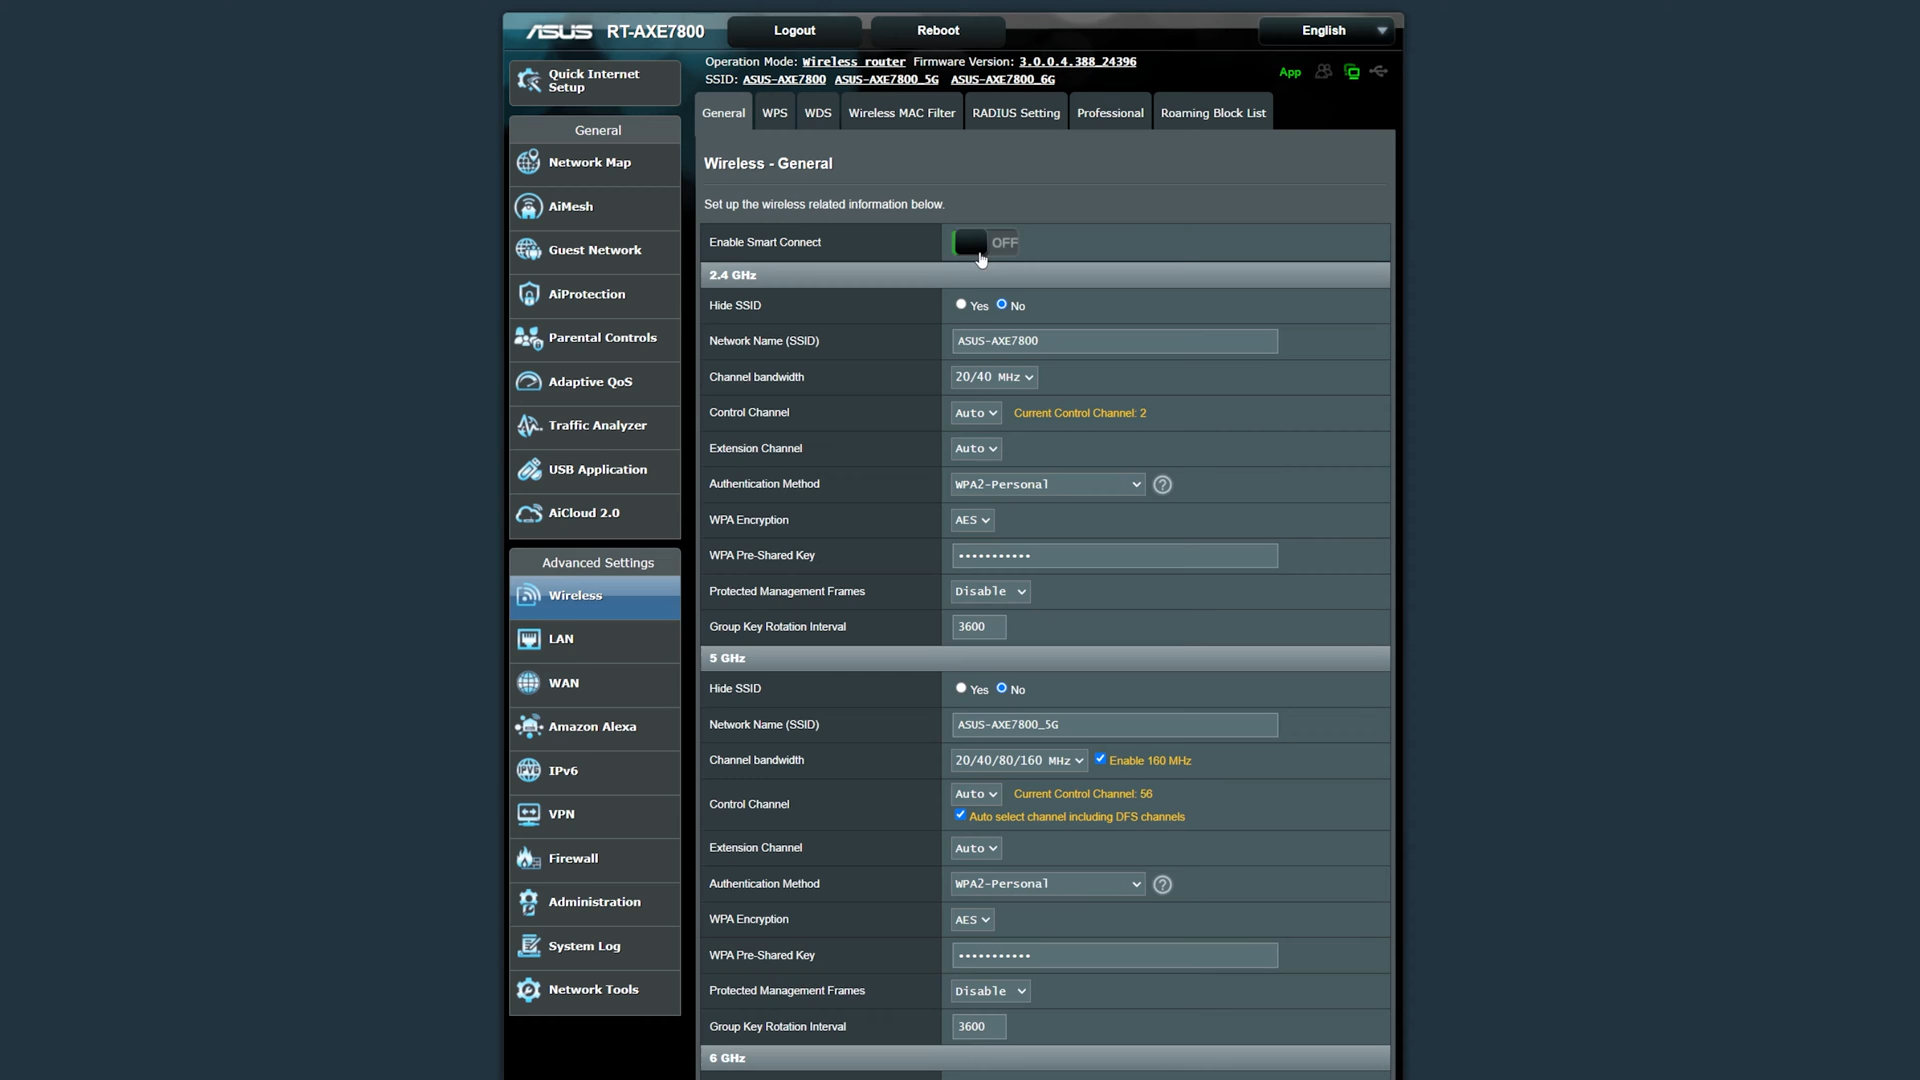 ASUS RT-AXE7800 Logout Reboot English
Operation Mode: Wireless router Firmware Version: 3.0.0.4.388_24396
SSID: ASUS-AXE7800 ASUS-AXE7800_5G ASUS-AXE7800_6G
App
Quick Internet
Setup
General
Network Map
AiMesh
Guest Network
AiProtection
Parental Controls
Adaptive QoS
Traffic Analyzer
USB Application
AiCloud 2.0
Advanced Settings
Wireless
LAN
WAN
Amazon Alexa
IPv6
VPN
Firewall
Administration
System Log
Network Tools
General WPS WDS Wireless MAC Filter RADIUS Setting Professional Roaming Block List
Wireless - General
Set up the wireless related information below.
Enable Smart Connect OFF
2.4 GHz
Hide SSID Yes No
Network Name (SSID) ASUS-AXE7800
Channel bandwidth 20/40 MHz
Control Channel Auto Current Control Channel: 2
Extension Channel Auto
Authentication Method WPA2-Personal ?
WPA Encryption AES
WPA Pre-Shared Key •••••••••••
Protected Management Frames Disable
Group Key Rotation Interval 3600
5 GHz
Hide SSID Yes No
Network Name (SSID) ASUS-AXE7800_5G
Channel bandwidth 20/40/80/160 MHz Enable 160 MHz
Control Channel Auto Current Control Channel: 56
Auto select channel including DFS channels
Extension Channel Auto
Authentication Method WPA2-Personal ?
WPA Encryption AES
WPA Pre-Shared Key •••••••••••
Protected Management Frames Disable
Group Key Rotation Interval 3600
6 GHz